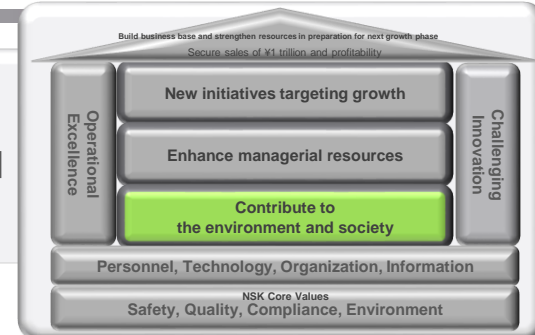 Build business base and strengthen resources in preparation for next growth phase
Secure sales of ¥1 trillion and profitability
Operational
Excellence
New initiatives targeting growth
Enhance managerial resources
Contribute to
the environment and society
Challenging
Innovation
Personnel, Technology, Organization, Information
NSK Core Values
Safety, Quality, Compliance, Environment